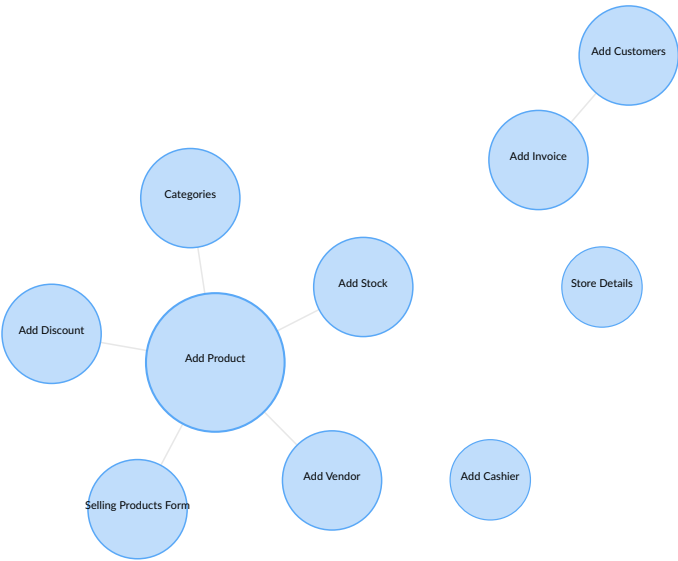 Add Customers
Add Invoice
Categories
Add Stock
Store Details
Add Discount
Add Product
Add Vendor
Add Cashier
Selling Products Form